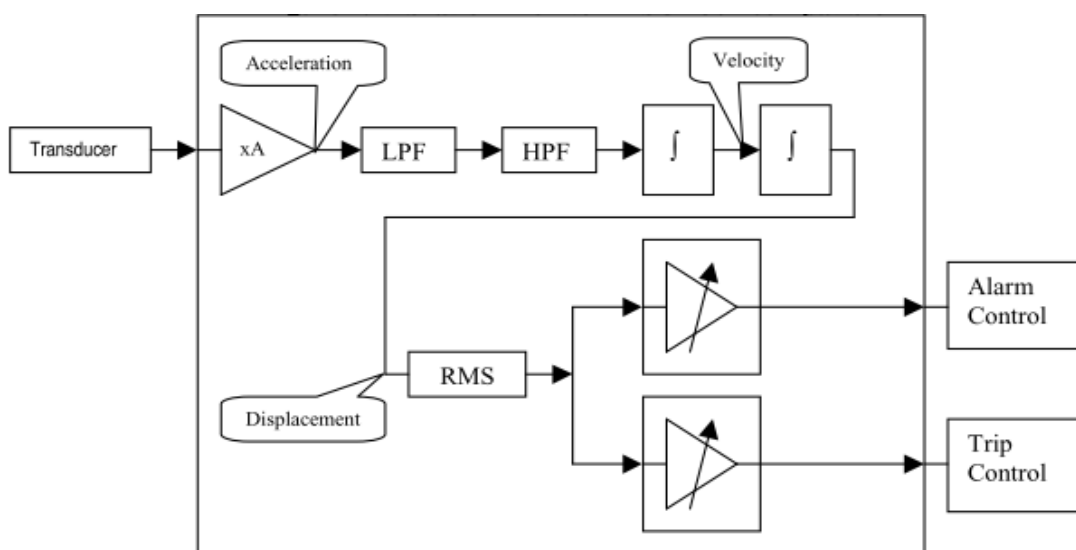 Acceleration
Velocity
Transducer
xA
LPF
HPF
∫
∫
Alarm
Control
RMS
Displacement
Trip
Control